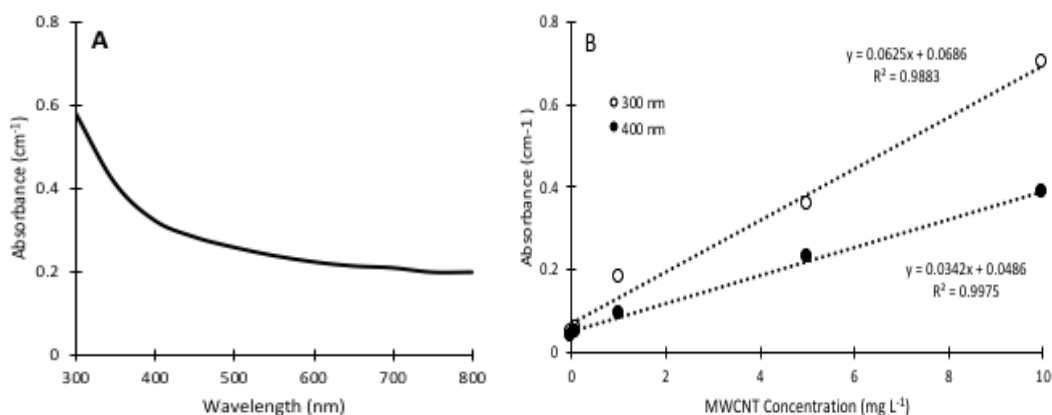 A
0.8
0.6
0.4
0.2
0
300 400 500 600 700 800
Absorbance (cm⁻¹)
Wavelength (nm)
B
0.8
0.6
0.4
0.2
0
0 2 4 6 8 10
Absorbance (cm-1 )
MWCNT Concentration (mg L⁻¹)
300 nm
400 nm
y = 0.0625x + 0.0686
R² = 0.9883
y = 0.0342x + 0.0486
R² = 0.9975